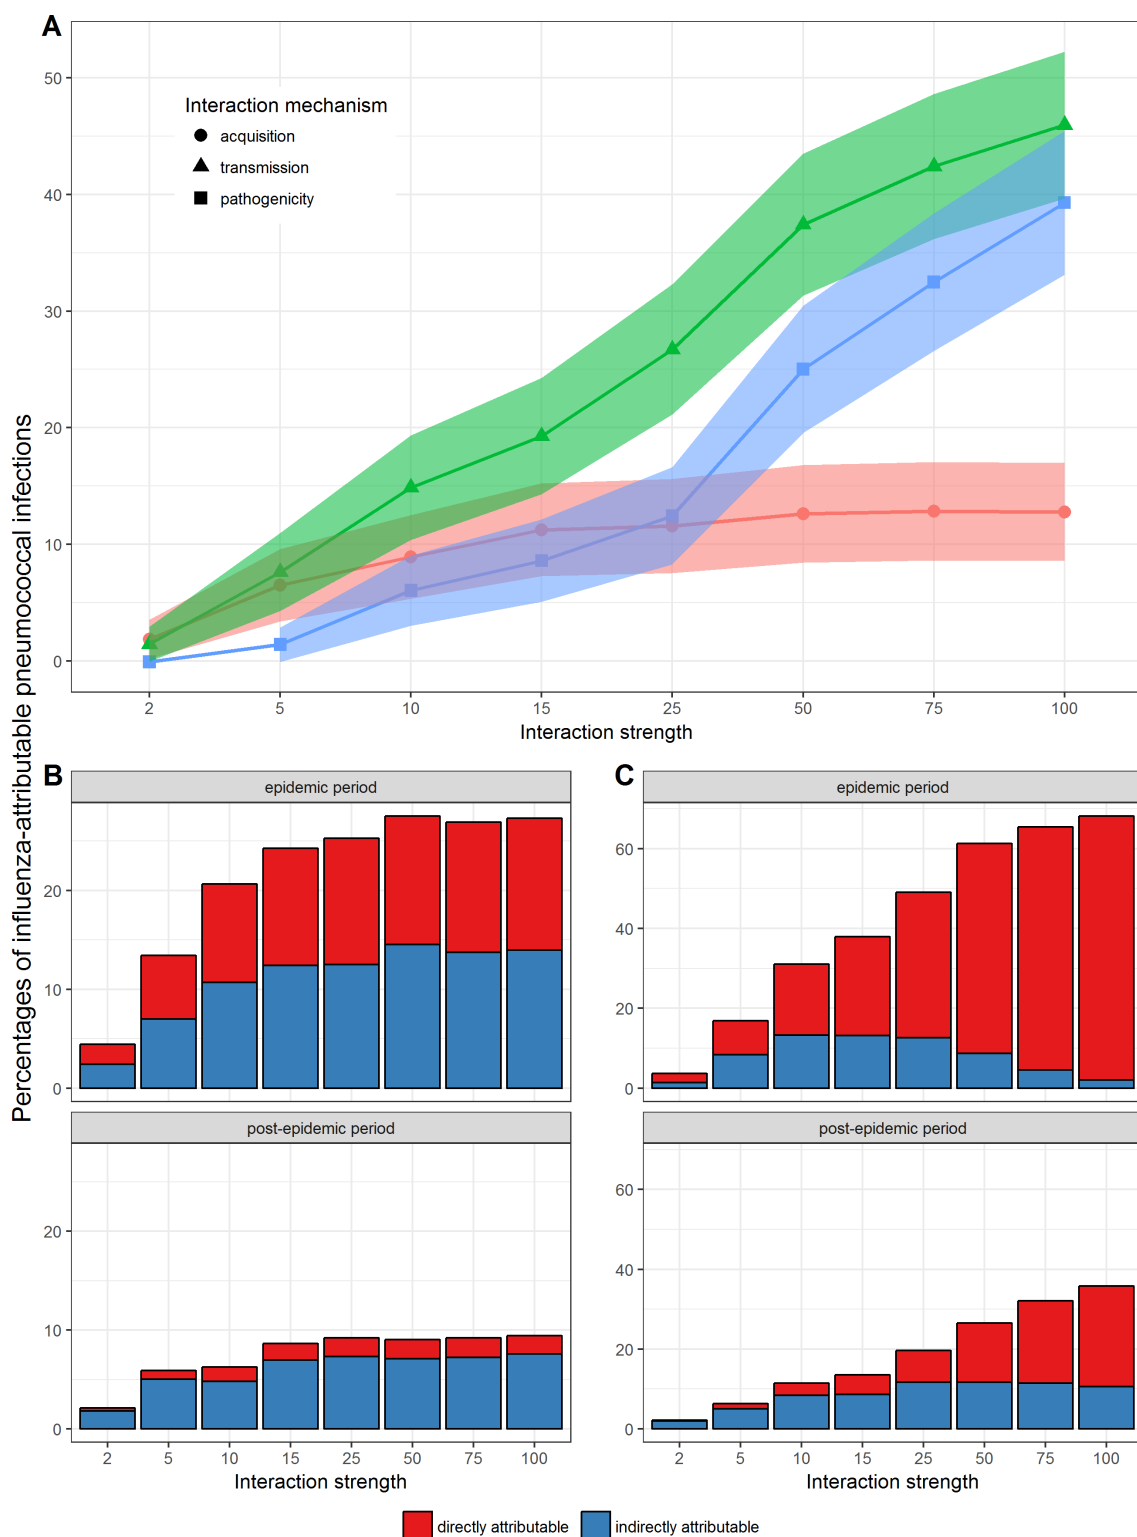 A
Percentages of influenza-attributable pneumococcal infections
50
40
30
20
10
0
Interaction mechanism
acquisition
transmission
pathogenicity
2 5 10 15 25 50 75 100
Interaction strength
B
epidemic period
20
10
0
post-epidemic period
20
10
0
2 5 10 15 25 50 75 100
Interaction strength
C
epidemic period
60
40
20
0
post-epidemic period
60
40
20
0
2 5 10 15 25 50 75 100
Interaction strength
directly attributable indirectly attributable